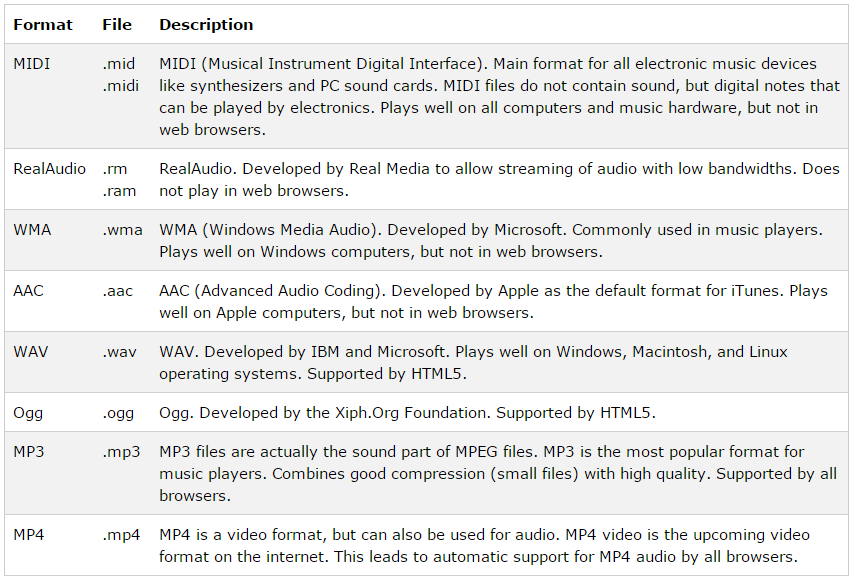 Format File Description
MIDI .mid MIDI (Musical Instrument Digital Interface). Main format for all electronic music devices
.midi like synthesizers and PC sound cards. MIDI files do not contain sound, but digital notes that
can be played by electronics. Plays well on all computers and music hardware, but not in
web browsers.
RealAudio .rm RealAudio. Developed by Real Media to allow streaming of audio with low bandwidths. Does
.ram not play in web browsers.
WMA .wma WMA (Windows Media Audio). Developed by Microsoft. Commonly used in music players.
Plays well on Windows computers, but not in web browsers.
AAC .aac AAC (Advanced Audio Coding). Developed by Apple as the default format for iTunes. Plays
well on Apple computers, but not in web browsers.
WAV .wav WAV. Developed by IBM and Microsoft. Plays well on Windows, Macintosh, and Linux
operating systems. Supported by HTML5.
Ogg .ogg Ogg. Developed by the Xiph.Org Foundation. Supported by HTML5.
MP3 .mp3 MP3 files are actually the sound part of MPEG files. MP3 is the most popular format for
music players. Combines good compression (small files) with high quality. Supported by all
browsers.
MP4 .mp4 MP4 is a video format, but can also be used for audio. MP4 video is the upcoming video
format on the internet. This leads to automatic support for MP4 audio by all browsers.